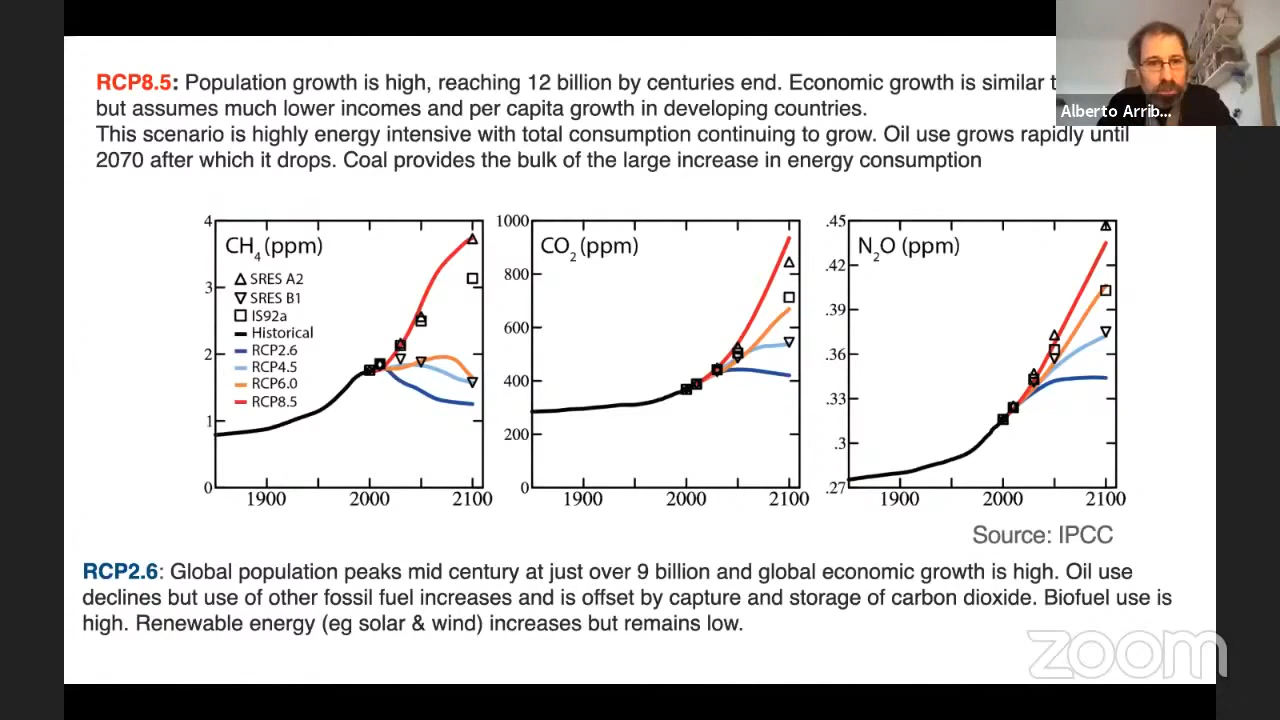 RCP8.5: Population growth is high, reaching 12 billion by centuries end. Economic growth is similar
but assumes much lower incomes and per capita growth in developing countries.
This scenario is highly energy intensive with total consumption continuing to grow. Oil use grows rapidly until
2070 after which it drops. Coal provides the bulk of the large increase in energy consumption
Alberto Arrib...
CH4 (ppm)
SRES A2
SRES B1
IS92a
Historical
RCP2.6
RCP4.5
RCP6.0
RCP8.5
4
3
2
1
0
1900 2000 2100
CO2 (ppm)
1000
800
600
400
200
0
1900 2000 2100
N2O (ppm)
.45
.42
.39
.36
.33
.3
.27
1900 2000 2100
Source: IPCC
RCP2.6: Global population peaks mid century at just over 9 billion and global economic growth is high. Oil use
declines but use of other fossil fuel increases and is offset by capture and storage of carbon dioxide. Biofuel use is
high. Renewable energy (eg solar & wind) increases but remains low.
zoom